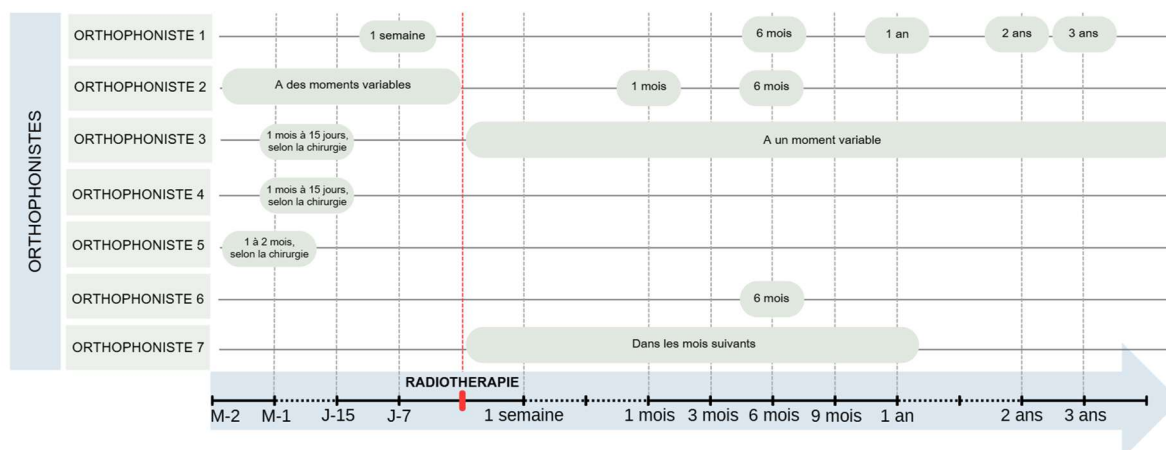 ORTHOPHONISTES
ORTHOPHONISTE 1
1 semaine
6 mois
1 an
2 ans
3 ans
ORTHOPHONISTE 2
A des moments variables
1 mois
6 mois
ORTHOPHONISTE 3
1 mois à 15 jours,
selon la chirurgie
A un moment variable
ORTHOPHONISTE 4
1 mois à 15 jours,
selon la chirurgie
ORTHOPHONISTE 5
1 à 2 mois,
selon la chirurgie
ORTHOPHONISTE 6
6 mois
ORTHOPHONISTE 7
Dans les mois suivants
RADIOTHERAPIE
M-2
M-1
J-15
J-7
1 semaine
1 mois
3 mois
6 mois
9 mois
1 an
2 ans
3 ans